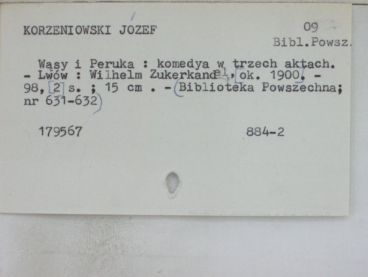 KORZENIOWSKI JOZEF 09
Bibl.Powsz.
Wąsy i Peruka : komedya w trzech aktach.
- Lwów : Wilhelm Zukerkandel, [ok. 1900]. -
98, [2] s. ; 15 cm . - (Biblioteka Powszechna;
nr 631-632)
179567 884-2